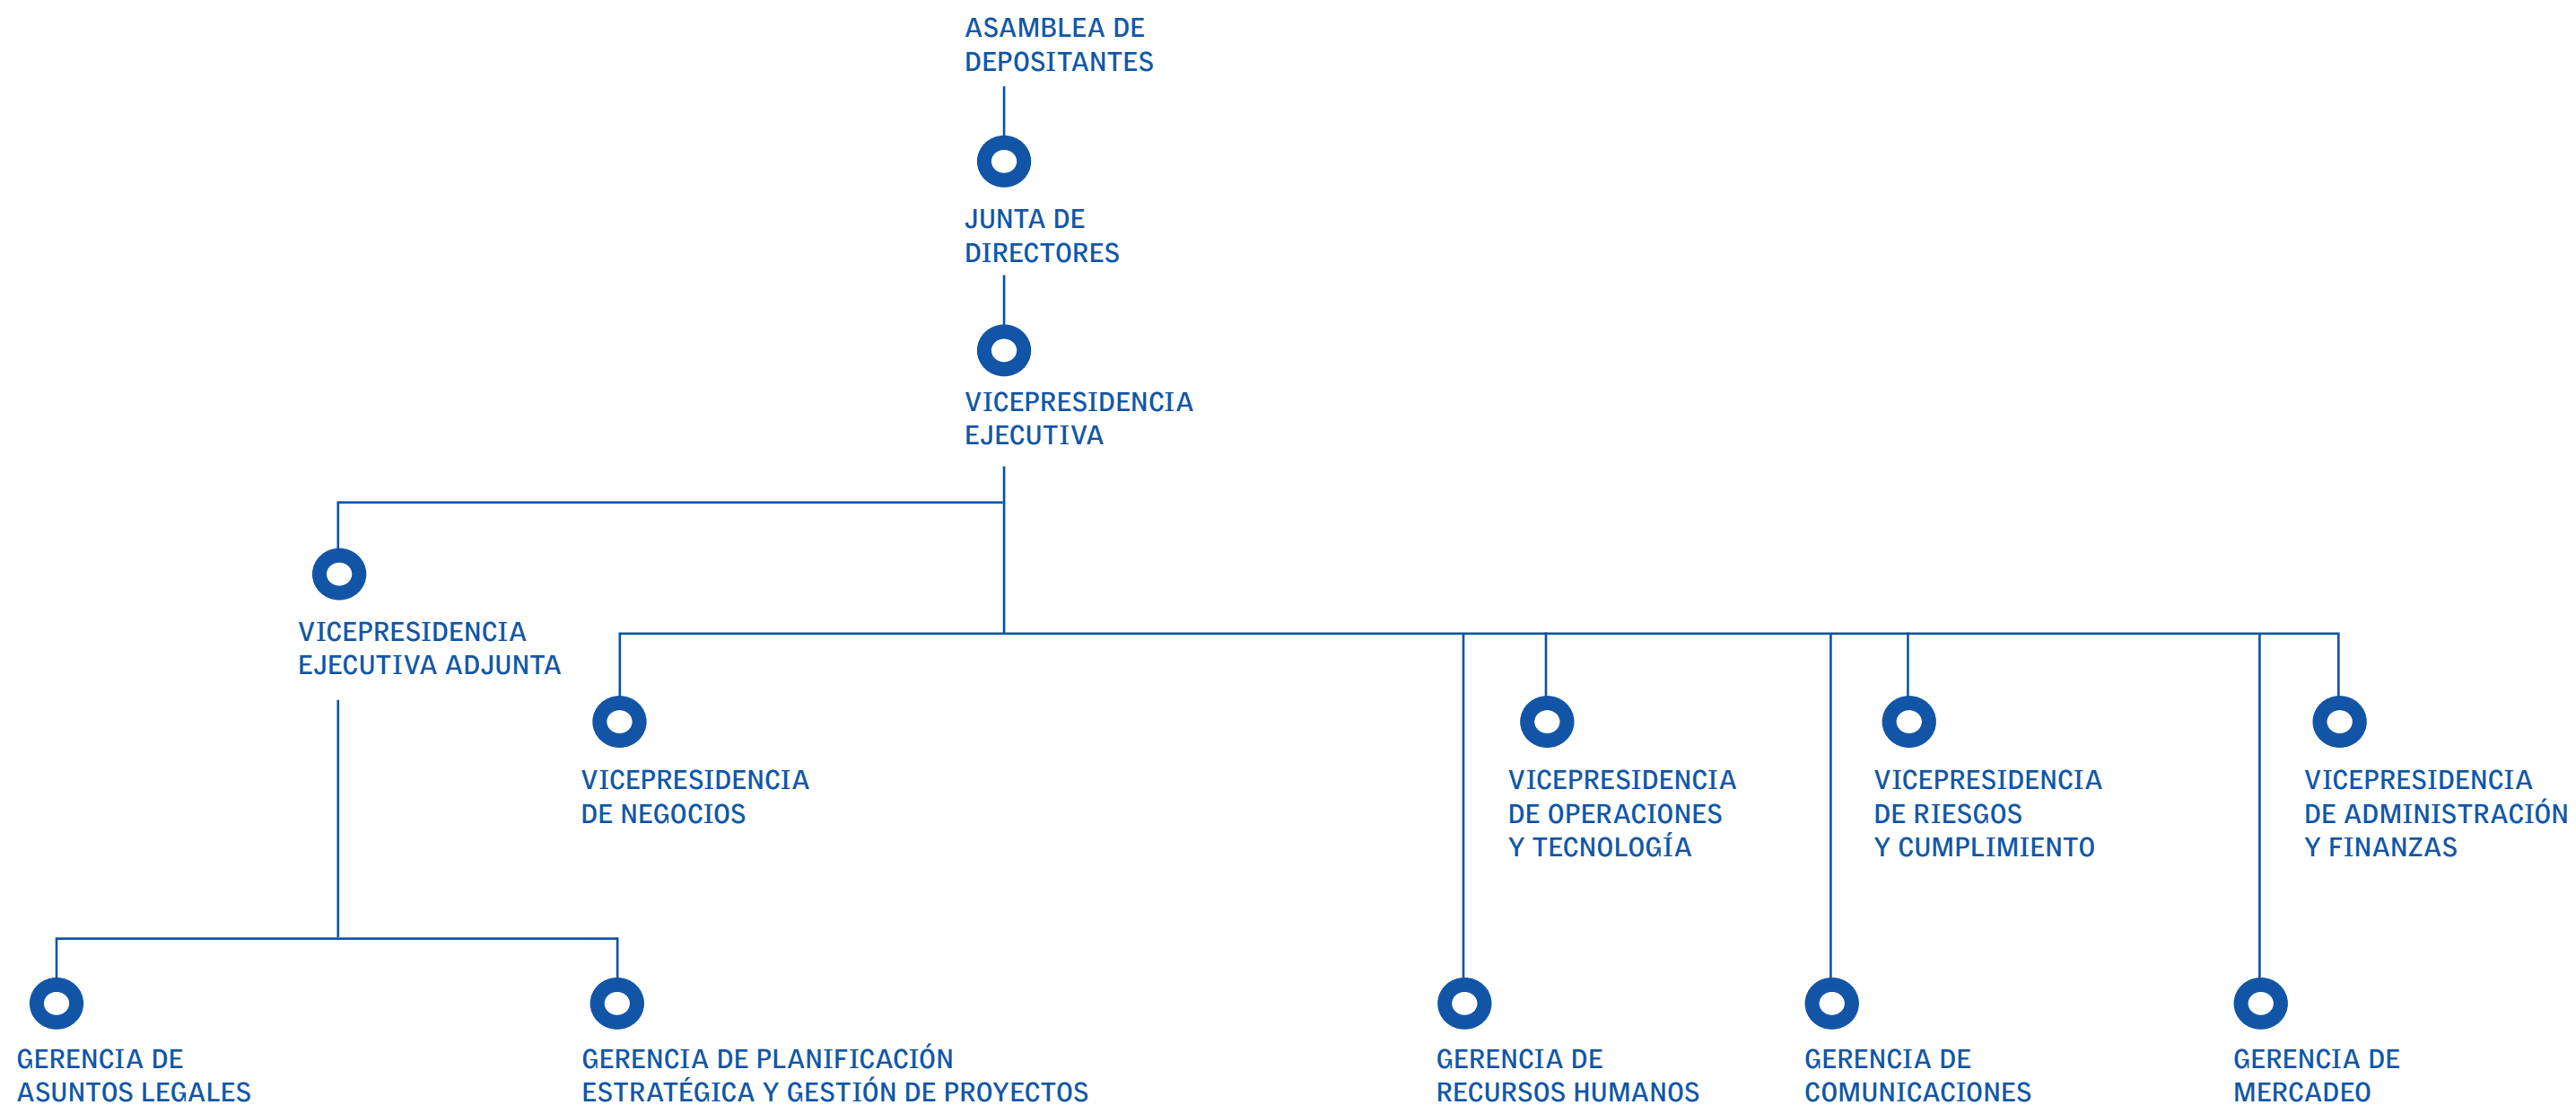 ASAMBLEA DE
DEPOSITANTES
JUNTA DE
DIRECTORES
VICEPRESIDENCIA
EJECUTIVA
VICEPRESIDENCIA
EJECUTIVA ADJUNTA
VICEPRESIDENCIA
DE NEGOCIOS
VICEPRESIDENCIA
DE OPERACIONES
Y TECNOLOGÍA
VICEPRESIDENCIA
DE RIESGOS
Y CUMPLIMIENTO
VICEPRESIDENCIA
DE ADMINISTRACIÓN
Y FINANZAS
GERENCIA DE
ASUNTOS LEGALES
GERENCIA DE PLANIFICACIÓN
ESTRATÉGICA Y GESTIÓN DE PROYECTOS
GERENCIA DE
RECURSOS HUMANOS
GERENCIA DE
COMUNICACIONES
GERENCIA DE
MERCADEO